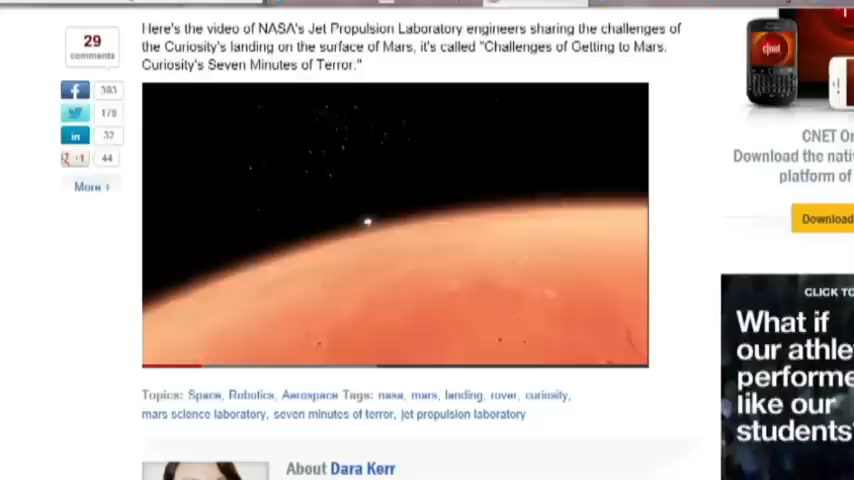 Here's the video of NASA's Jet Propulsion Laboratory engineers sharing the challenges of
the Curiosity's landing on the surface of Mars, it's called "Challenges of Getting to Mars.
Curiosity's Seven Minutes of Terror."
29
comments
383
178
in 32
+1 44
More +
Topics: Space, Robotics, Aerospace Tags: nasa, mars, landing, rover, curiosity,
mars science laboratory, seven minutes of terror, jet propulsion laboratory
About Dara Kerr
cnet
CNET On
Download the nati
platform of
Download
CLICK TO
What if
our athle
performe
like our
students